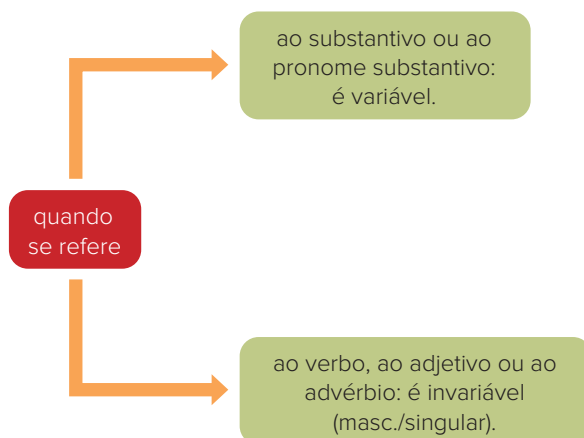 ao substantivo ou ao
pronome substantivo:
é variável.
quando
se refere
ao verbo, ao adjetivo ou ao
advérbio: é invariável
(masc./singular).